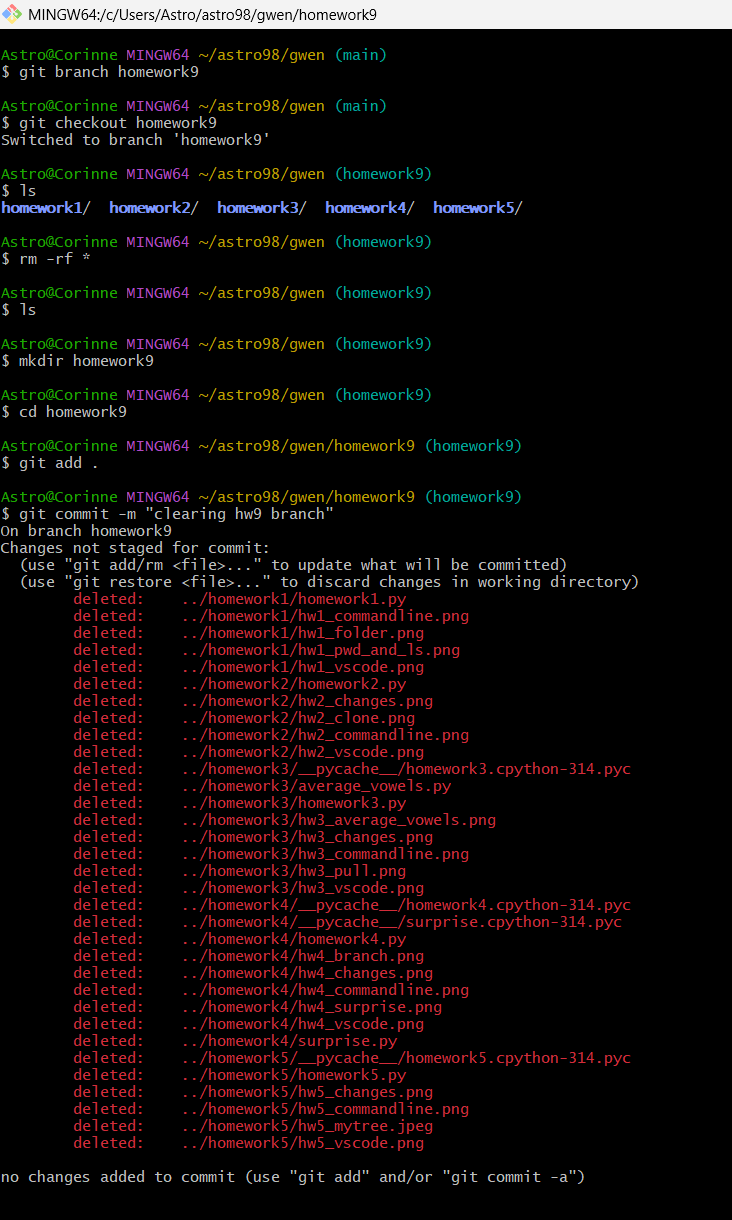 MINGW64:/c/Users/Astro/astro98/gwen/homework9
Astro@Corinne MINGW64 ~/astro98/gwen (main)
$ git branch homework9
Astro@Corinne MINGW64 ~/astro98/gwen (main)
$ git checkout homework9
Switched to branch 'homework9'
Astro@Corinne MINGW64 ~/astro98/gwen (homework9)
$ ls
homework1/  homework2/  homework3/  homework4/  homework5/
Astro@Corinne MINGW64 ~/astro98/gwen (homework9)
$ rm -rf *
Astro@Corinne MINGW64 ~/astro98/gwen (homework9)
$ ls
Astro@Corinne MINGW64 ~/astro98/gwen (homework9)
$ mkdir homework9
Astro@Corinne MINGW64 ~/astro98/gwen (homework9)
$ cd homework9
Astro@Corinne MINGW64 ~/astro98/gwen/homework9 (homework9)
$ git add .
Astro@Corinne MINGW64 ~/astro98/gwen/homework9 (homework9)
$ git commit -m "clearing hw9 branch"
On branch homework9
Changes not staged for commit:
  (use "git add/rm <file>..." to update what will be committed)
  (use "git restore <file>..." to discard changes in working directory)
        deleted:    ../homework1/homework1.py
        deleted:    ../homework1/hw1_commandline.png
        deleted:    ../homework1/hw1_folder.png
        deleted:    ../homework1/hw1_pwd_and_ls.png
        deleted:    ../homework1/hw1_vscode.png
        deleted:    ../homework2/homework2.py
        deleted:    ../homework2/hw2_changes.png
        deleted:    ../homework2/hw2_clone.png
        deleted:    ../homework2/hw2_commandline.png
        deleted:    ../homework2/hw2_vscode.png
        deleted:    ../homework3/__pycache__/homework3.cpython-314.pyc
        deleted:    ../homework3/average_vowels.py
        deleted:    ../homework3/homework3.py
        deleted:    ../homework3/hw3_average_vowels.png
        deleted:    ../homework3/hw3_changes.png
        deleted:    ../homework3/hw3_commandline.png
        deleted:    ../homework3/hw3_pull.png
        deleted:    ../homework3/hw3_vscode.png
        deleted:    ../homework4/__pycache__/homework4.cpython-314.pyc
        deleted:    ../homework4/__pycache__/surprise.cpython-314.pyc
        deleted:    ../homework4/homework4.py
        deleted:    ../homework4/hw4_branch.png
        deleted:    ../homework4/hw4_changes.png
        deleted:    ../homework4/hw4_commandline.png
        deleted:    ../homework4/hw4_surprise.png
        deleted:    ../homework4/hw4_vscode.png
        deleted:    ../homework4/surprise.py
        deleted:    ../homework5/__pycache__/homework5.cpython-314.pyc
        deleted:    ../homework5/homework5.py
        deleted:    ../homework5/hw5_changes.png
        deleted:    ../homework5/hw5_commandline.png
        deleted:    ../homework5/hw5_mytree.jpeg
        deleted:    ../homework5/hw5_vscode.png
no changes added to commit (use "git add" and/or "git commit -a")